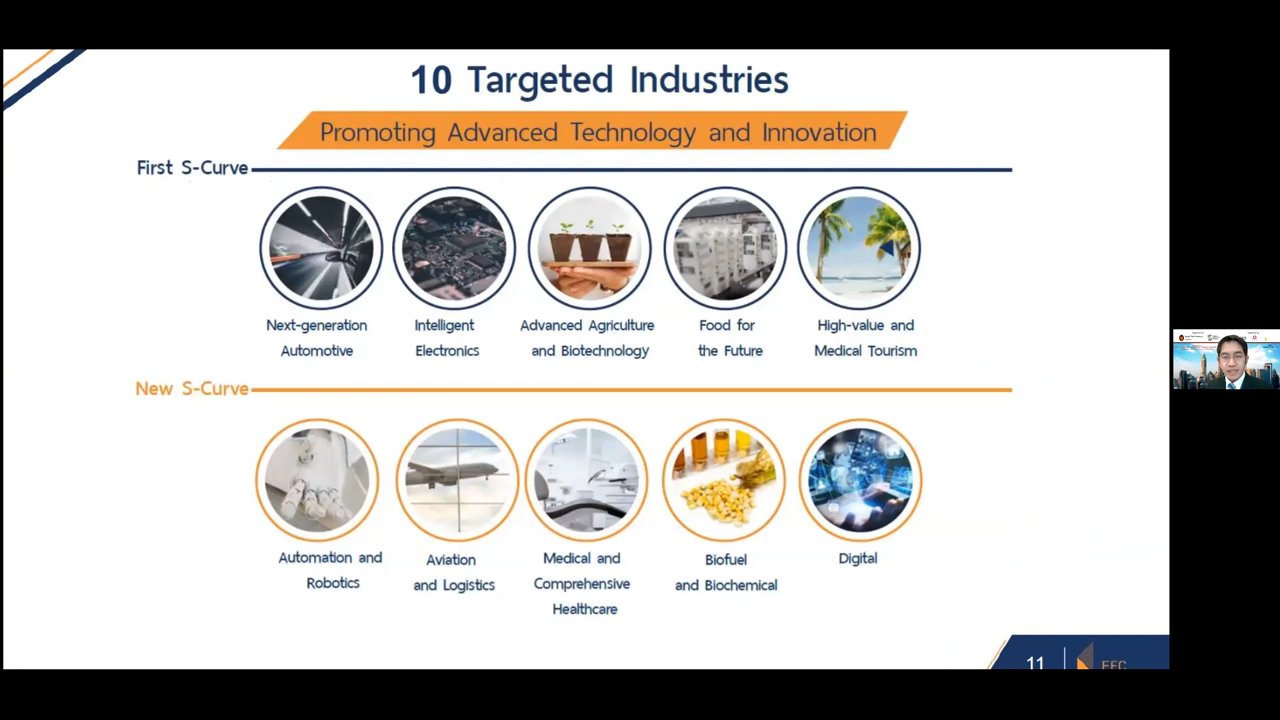 10 Targeted Industries
Promoting Advanced Technology and Innovation
First S-Curve
Next-generation
Automotive
Intelligent
Electronics
Advanced Agriculture
and Biotechnology
Food for
the Future
High-value and
Medical Tourism
New S-Curve
Automation and
Robotics
Aviation
and Logistics
Medical and
Comprehensive
Healthcare
Biofuel
and Biochemical
Digital
11
EEC